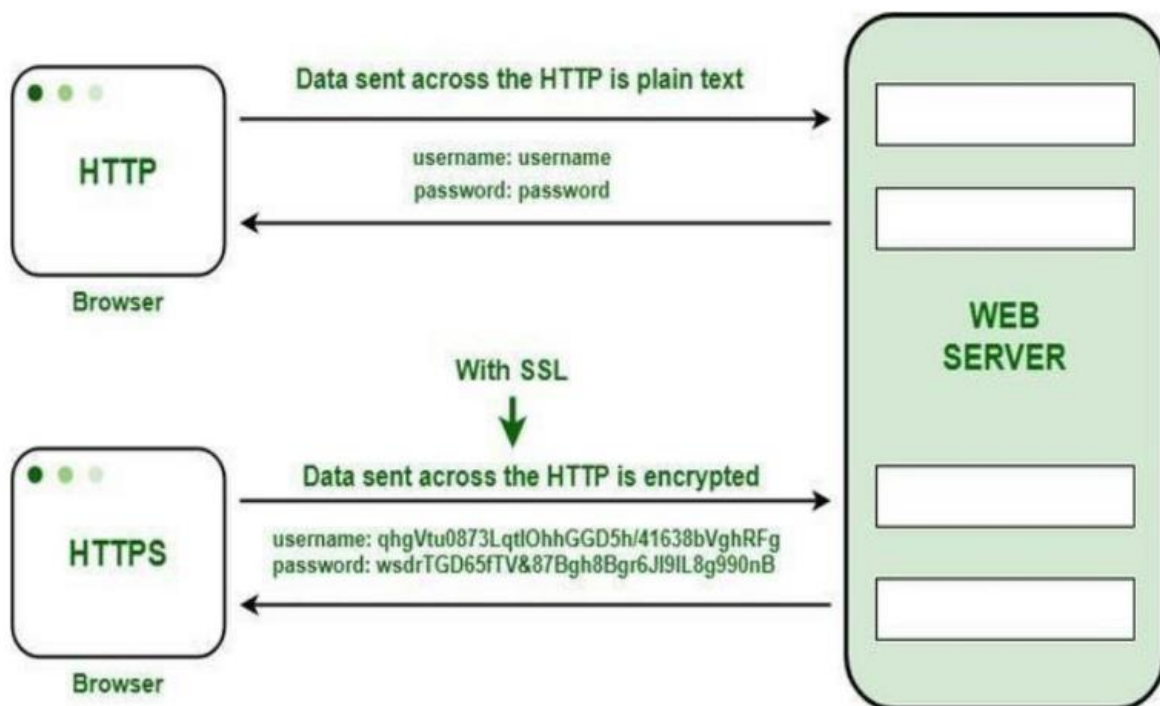 Data sent across the HTTP is plain text
HTTP
username: username
password: password
Browser
WEB
SERVER
With SSL
Data sent across the HTTP is encrypted
HTTPS
username: qhgVtu0873LqtIOhhGGD5h/41638bVghRFg
password: wsdrTGD65fTV&87Bgh8Bgr6JI9IL8g990nB
Browser